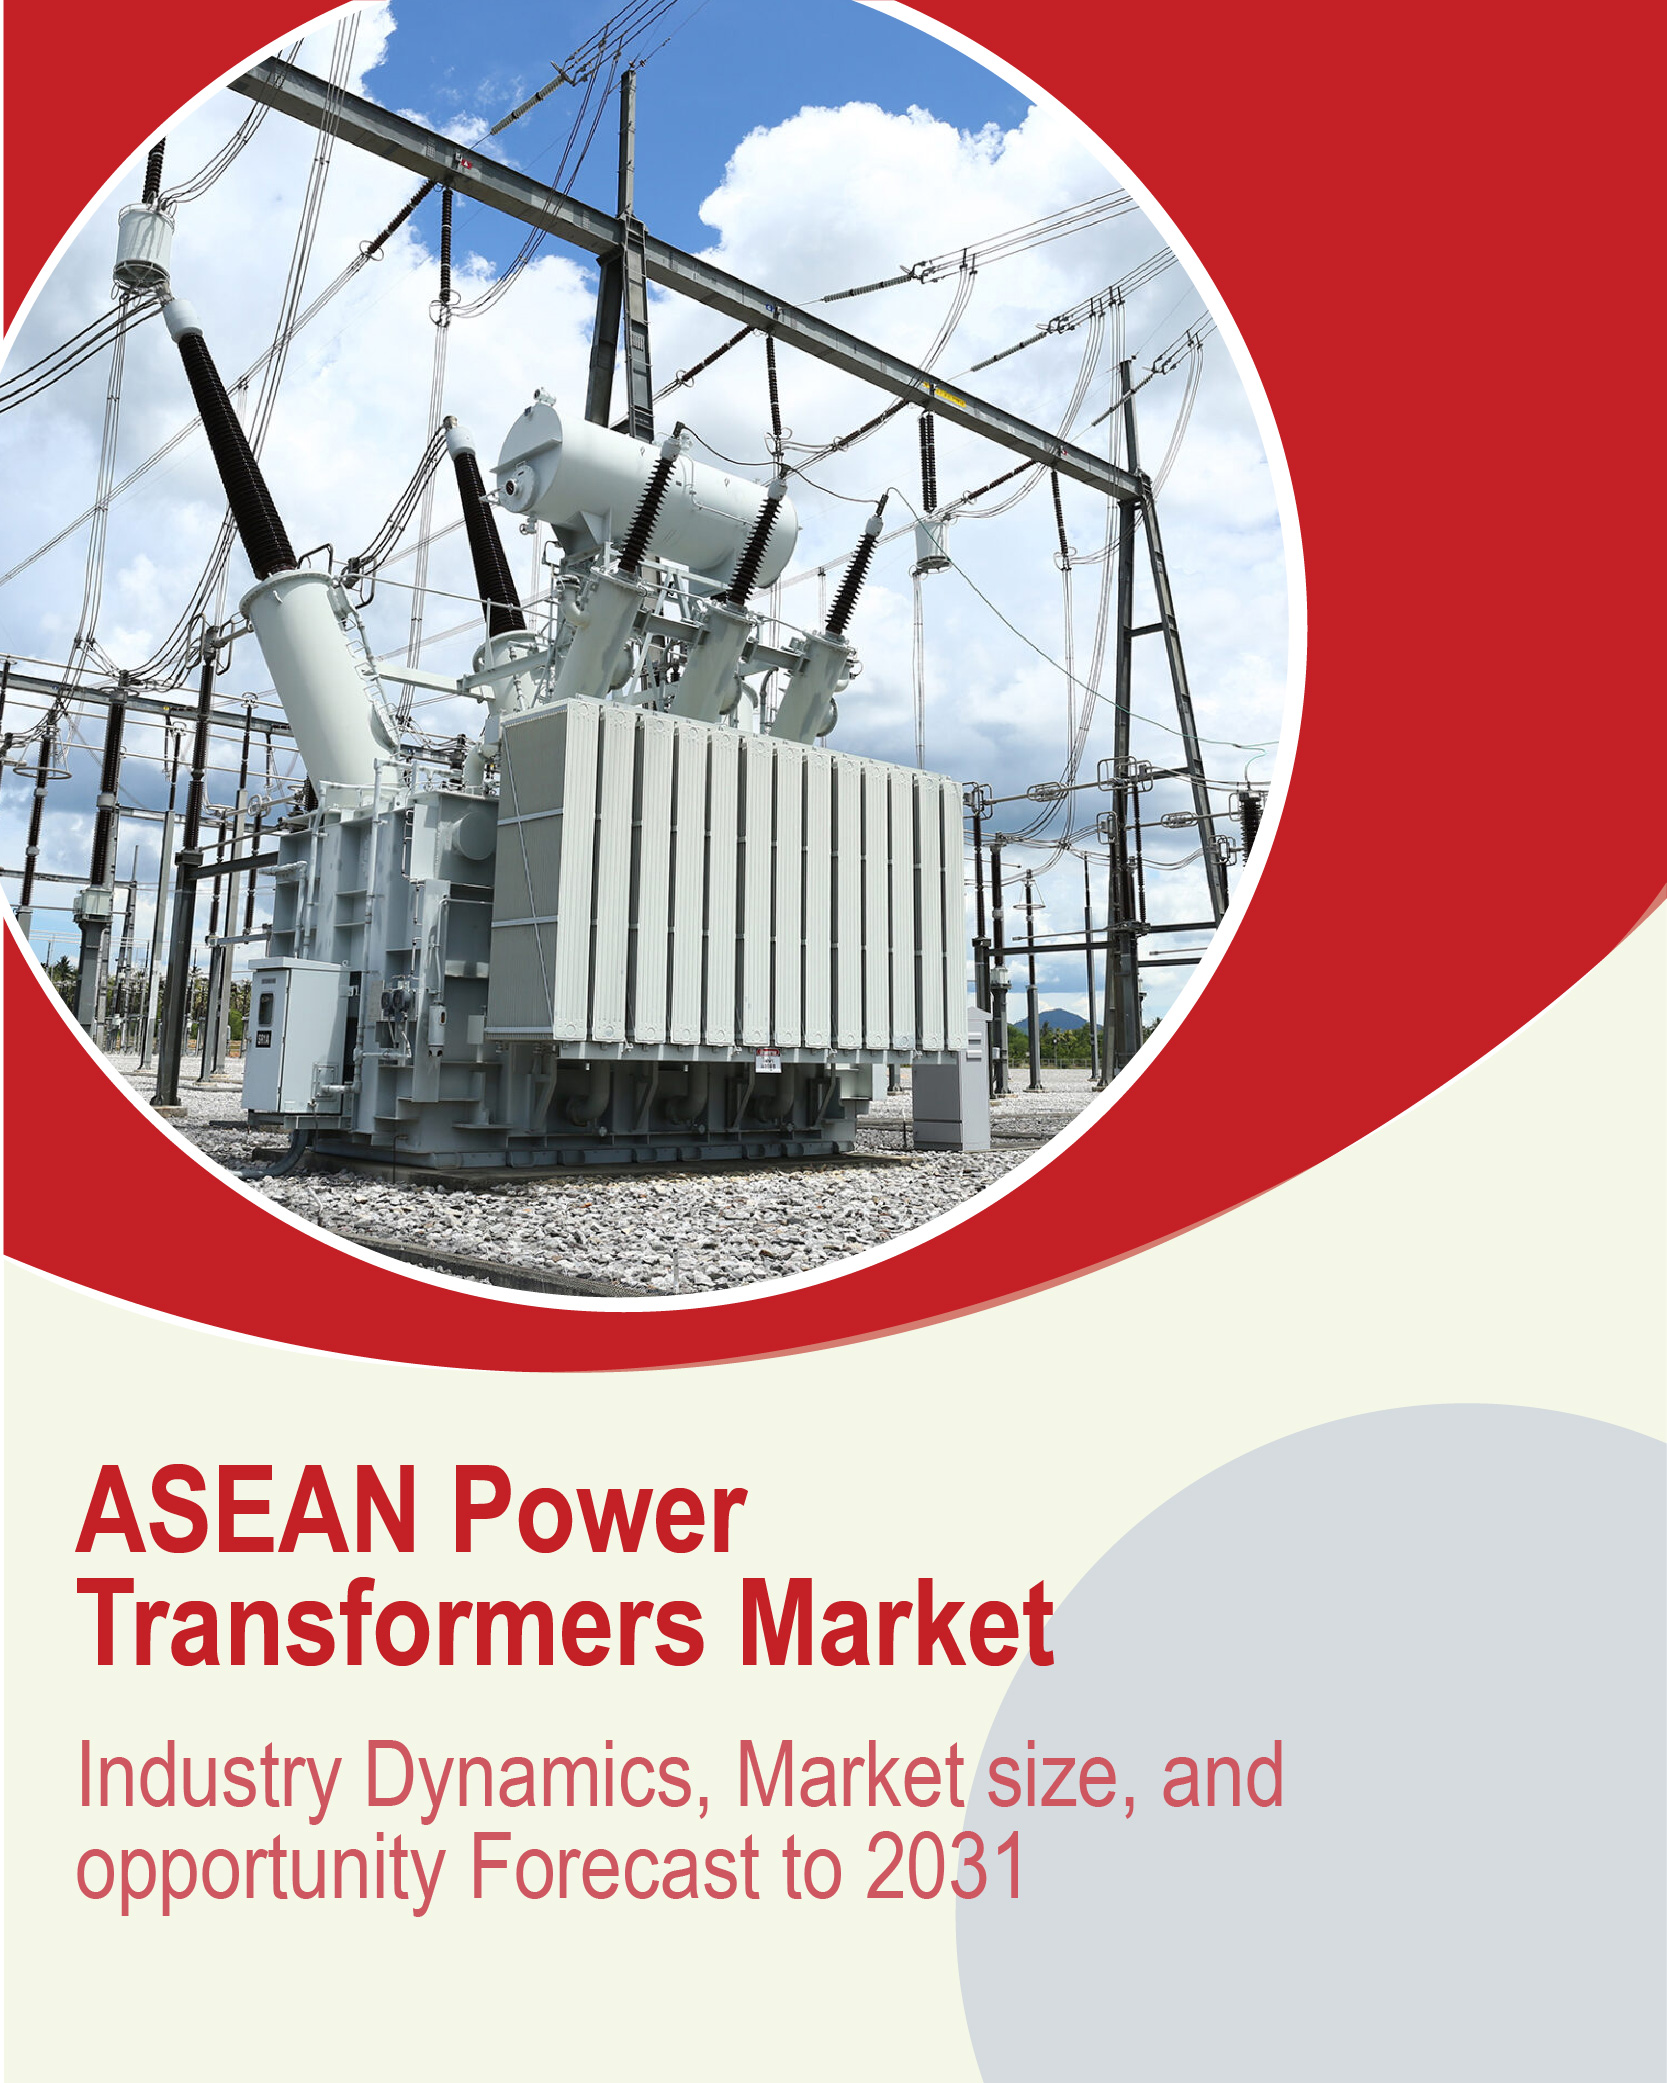 ASEAN Power
Transformers Market
Industry Dynamics, Market size, and
opportunity Forecast to 2031